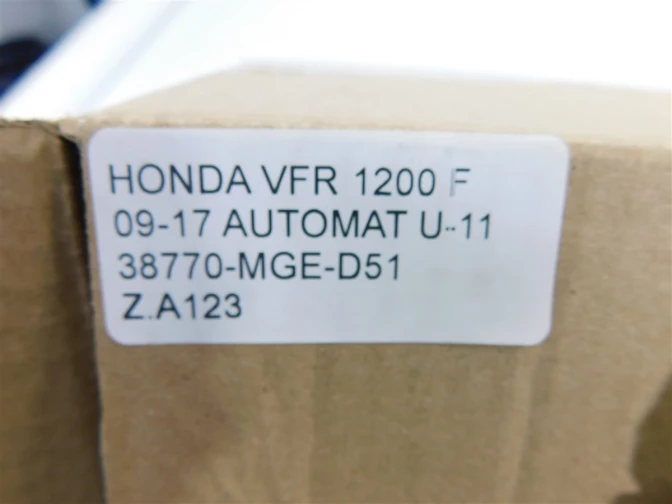 HONDA VFR 1200 F
09-17 AUTOMAT U-11
38770-MGE-D51
Z.A123